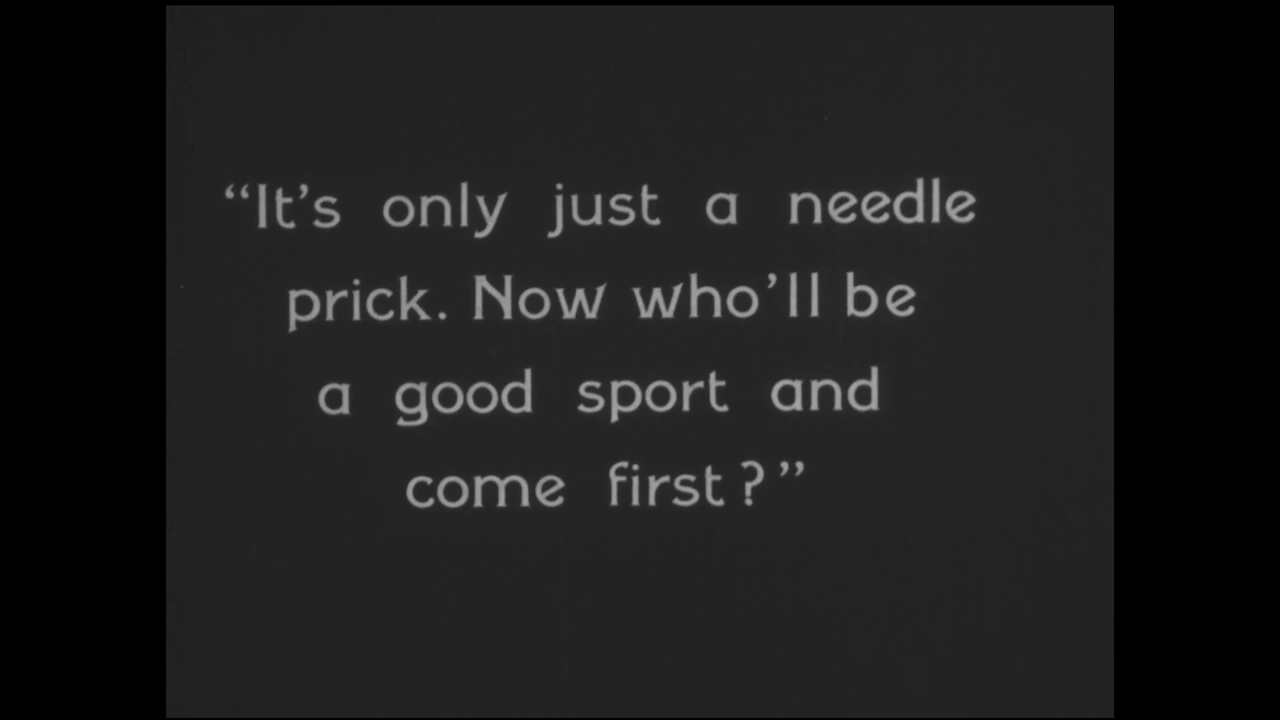 “It’s only just a needle
prick. Now who’ll be
a good sport and
come first?”